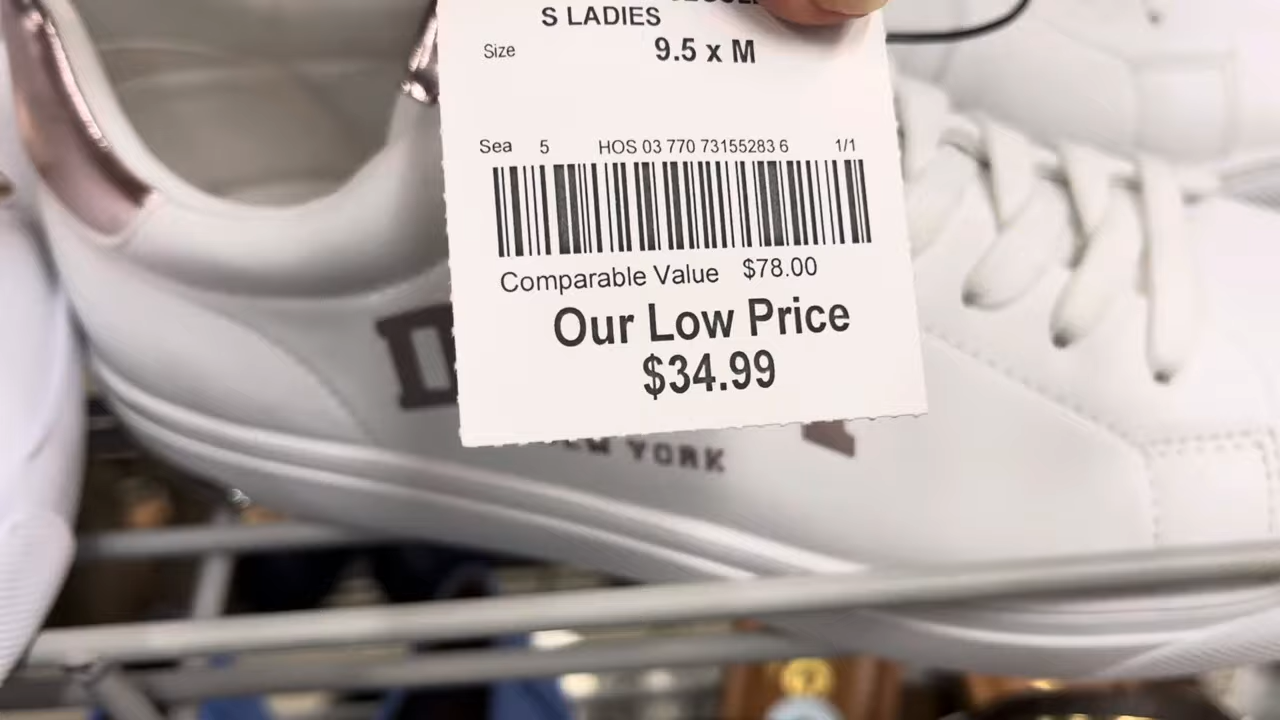 S LADIES
Size 9.5 x M
Sea 5 HOS 03 770 73155283 6 1/1
Comparable Value $78.00
Our Low Price
$34.99
YORK